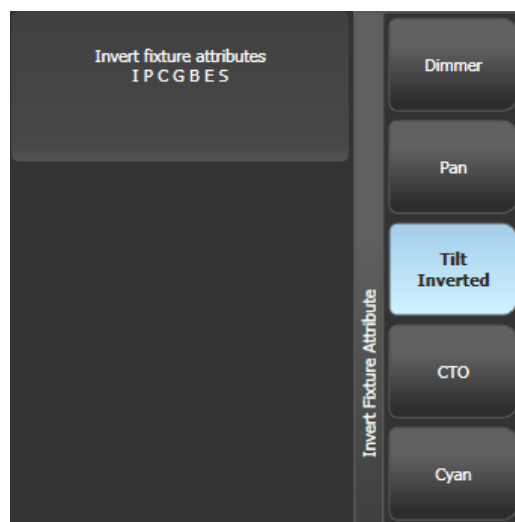 Invert fixture attributes
I P C G B E S
Invert Fixture Attribute
Dimmer
Pan
Tilt
Inverted
CTO
Cyan